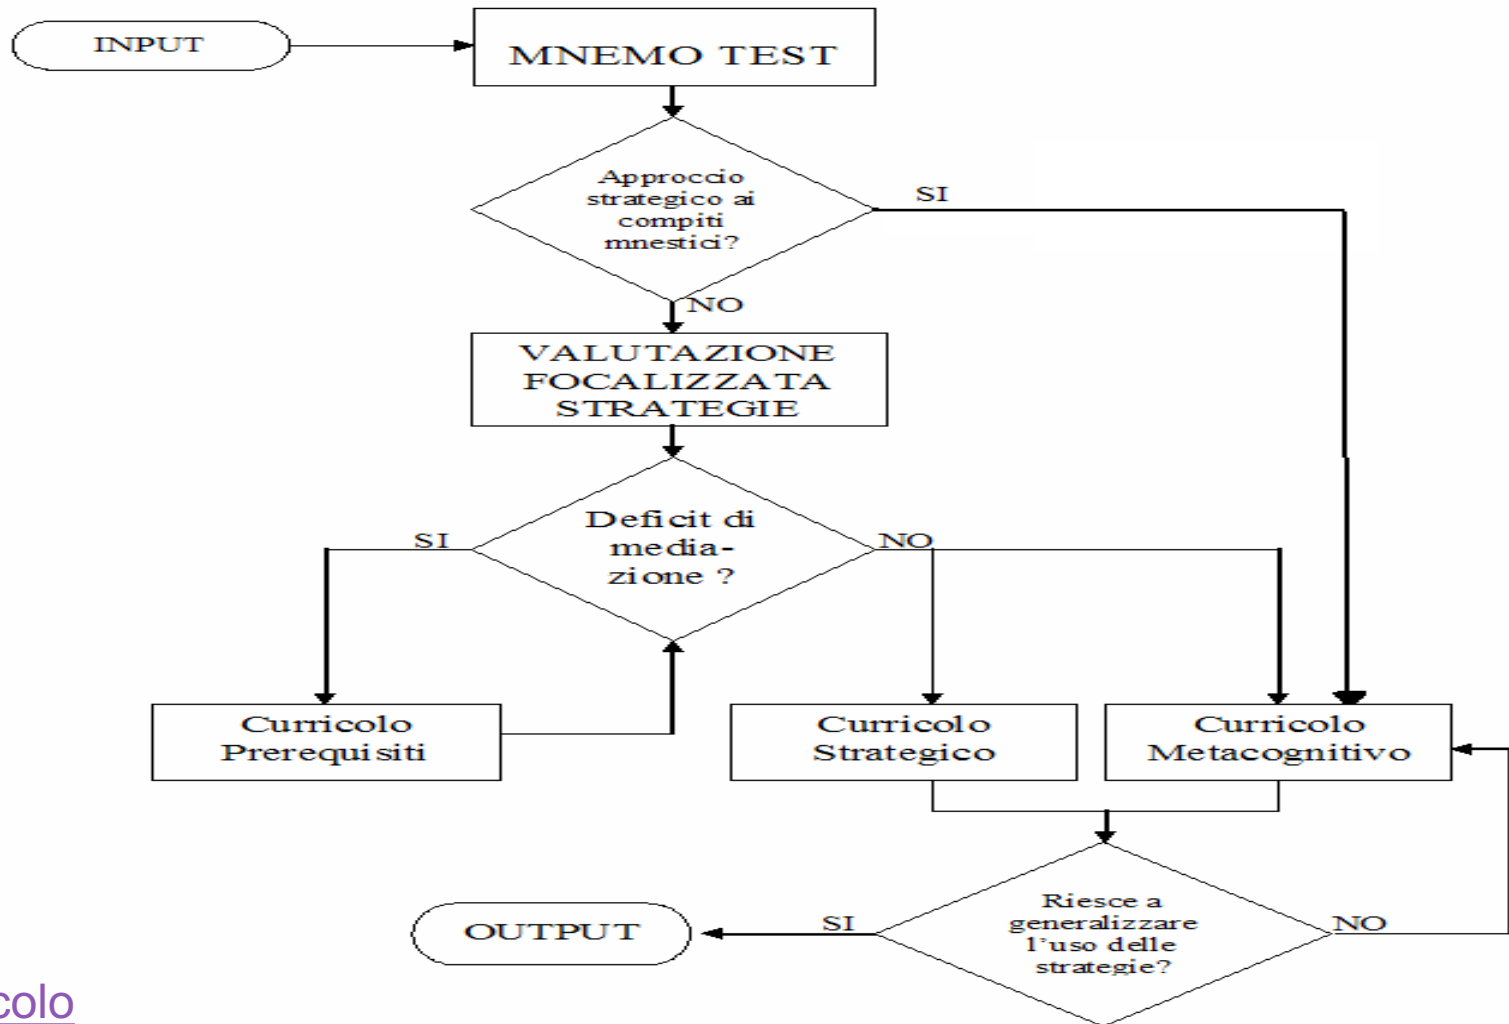 INPUT
MNEMO TEST
Approccio
strategico ai
compiti
mnestici?
SI
NO
VALUTAZIONE
FOCALIZZATA
STRATEGIE
Deficit di
media-
zione ?
SI
NO
Curricolo
Prerequisiti
Curricolo
Strategico
Curricolo
Metacognitivo
Riesce a
generalizzare
l'uso delle
strategie?
SI
NO
OUTPUT
colo